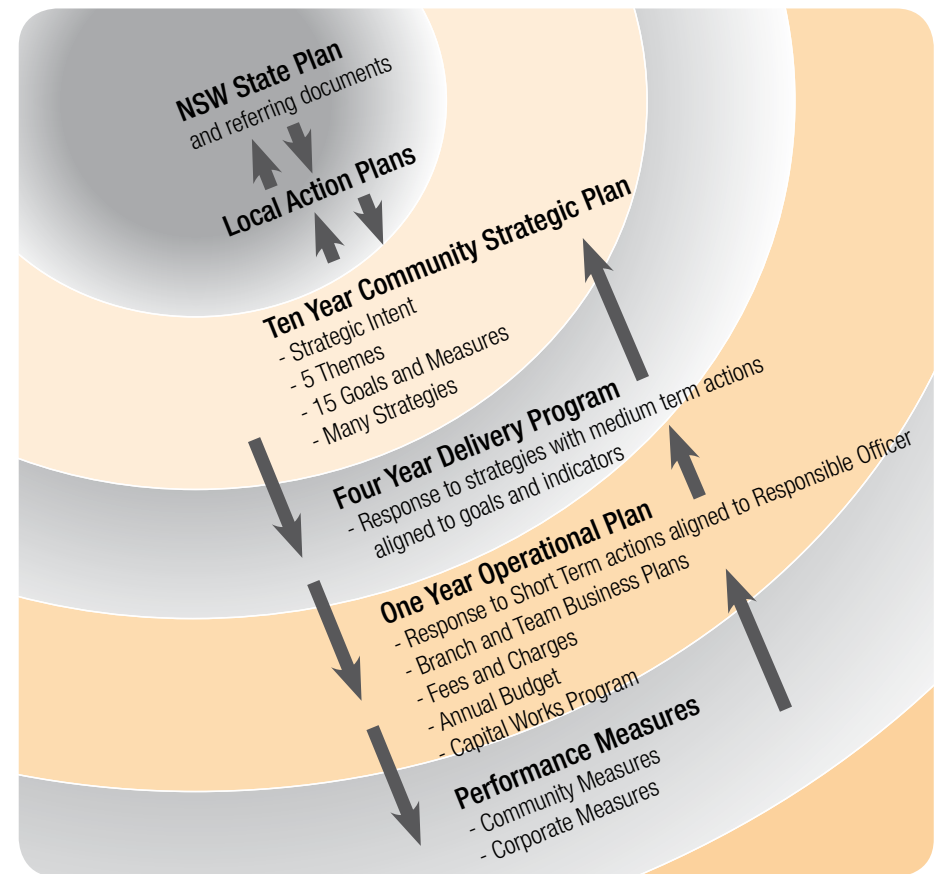 NSW State Plan
and referring documents
Local Action Plans
Ten Year Community Strategic Plan
- Strategic Intent
- 5 Themes
- 15 Goals and Measures
- Many Strategies
Four Year Delivery Program
- Response to strategies with medium term actions
aligned to goals and indicators
One Year Operational Plan
- Response to Short Term actions aligned to Responsible Officer
- Branch and Team Business Plans
- Fees and Charges
- Annual Budget
- Capital Works Program
Performance Measures
- Community Measures
- Corporate Measures